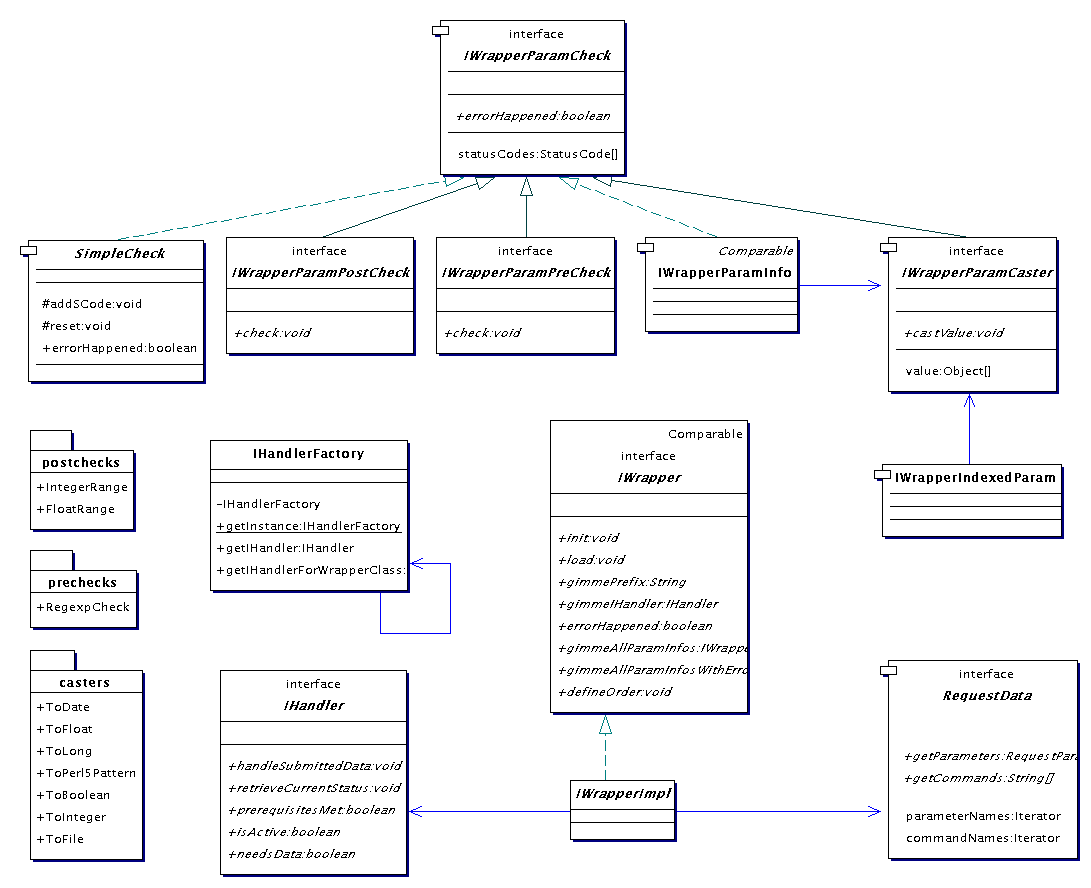 interface
IWrapperParamCheck
+errorHappened:boolean
statusCodes:StatusCode[]
SimpleCheck
#addSCode:void
#reset:void
+errorHappened:boolean
interface
IWrapperParamPostCheck
+check:void
interface
IWrapperParamPreCheck
+check:void
Comparable
IWrapperParamInfo
interface
IWrapperParamCaster
+castValue:void
value:Object[]
postchecks
+IntegerRange
+FloatRange
prechecks
+RegexpCheck
casters
+ToDate
+ToFloat
+ToLong
+ToPerl5Pattern
+ToBoolean
+ToInteger
+ToFile
IHandlerFactory
-IHandlerFactory
+getInstance:IHandlerFactory
+getIHandler:IHandler
+getIHandlerForWrapperClass:
interface
IHandler
+handleSubmittedData:void
+retrieveCurrentStatus:void
+prerequisitesMet:boolean
+isActive:boolean
+needsData:boolean
Comparable
interface
IWrapper
+init:void
+load:void
+gimmePrefix:String
+gimmeIHandler:IHandler
+errorHappened:boolean
+gimmeAllParamInfos:IWrappe
+gimmeAllParamInfosWithErro
+defineOrder:void
IWrapperImpl
IWrapperIndexedParam
interface
RequestData
+getParameters:RequestPara
+getCommands:String[]
parameterNames:Iterator
commandNames:Iterator